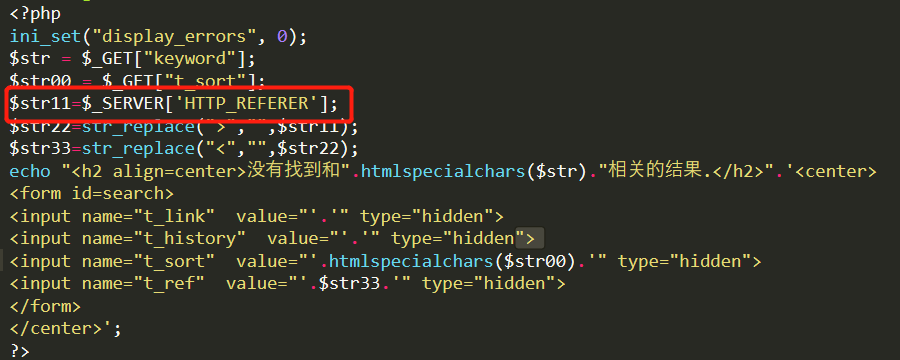 <?php
ini_set("display_errors", 0);
$str = $_GET["keyword"];
$str00 = $_GET["t_sort"];
$str11=$_SERVER['HTTP_REFERER'];
$str22=str_replace(">","",$str11);
$str33=str_replace("<","",$str22);
echo "<h2 align=center>没有找到和".htmlspecialchars($str)."相关的结果.</h2>".'<center>
<form id=search>
<input name="t_link"  value="'.'" type="hidden">
<input name="t_history"  value="'.'" type="hidden">
<input name="t_sort"  value="'.htmlspecialchars($str00).'" type="hidden">
<input name="t_ref"  value="'.$str33.'" type="hidden">
</form>
</center>';
?>